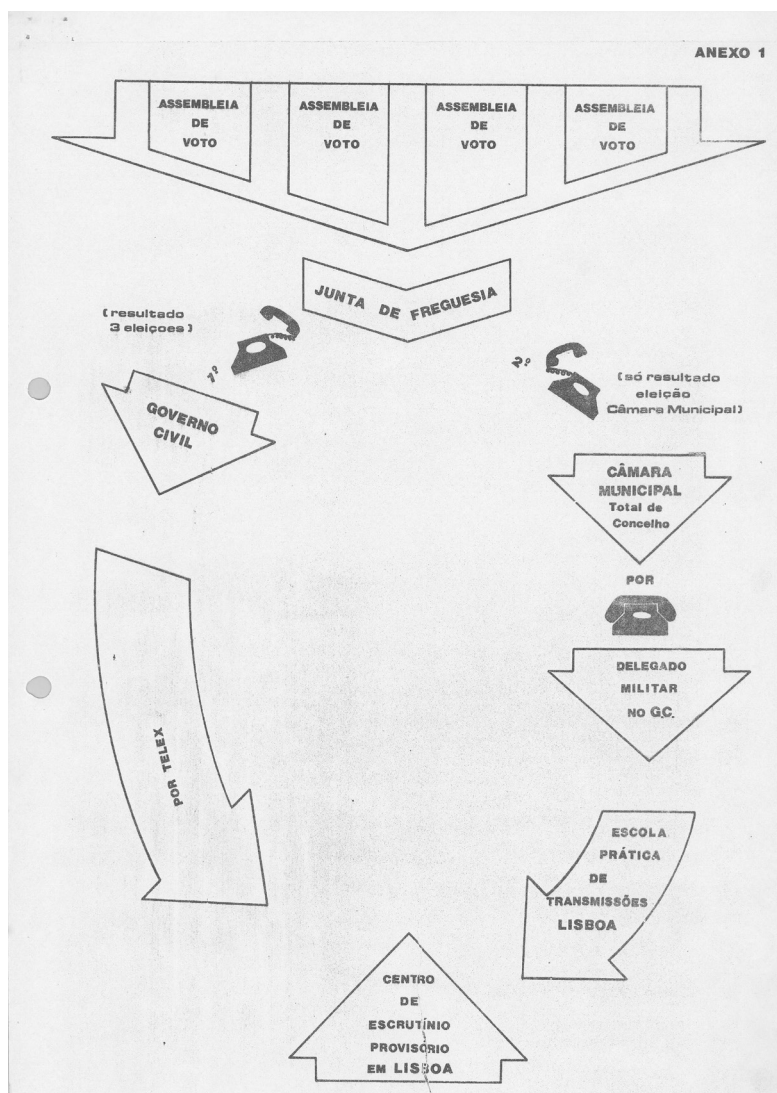 ANEXO 1
ASSEMBLEIA
DE
VOTO
ASSEMBLEIA
DE
VOTO
ASSEMBLEIA
DE
VOTO
ASSEMBLEIA
DE
VOTO
JUNTA DE FREGUESIA
(resultado
3 eleiçoes)
1º
GOVERNO
CIVIL
2º
(só resultado
eleição
Câmara Municipal)
CÂMARA
MUNICIPAL
Total de
Concelho
POR
DELEGADO
MILITAR
NO G.C.
POR TELEX
ESCOLA
PRÁTICA
DE
TRANSMISSÕES
LISBOA
CENTRO
DE
ESCRUTÍNIO
PROVISÓRIO
EM LISBOA